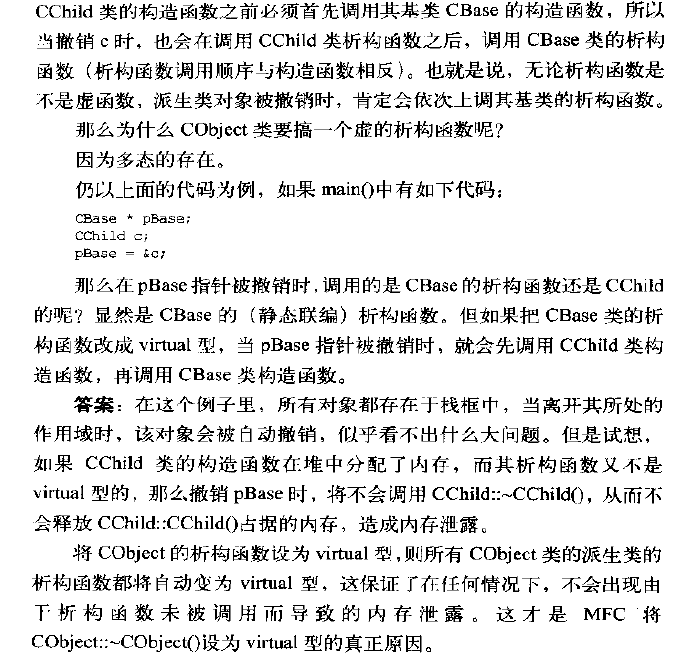 CChild 类的构造函数之前必须首先调用其基类 CBase 的构造函数，所以
当撤销 c 时，也会在调用 CChild 类析构函数之后，调用 CBase 类的析构
函数（析构函数调用顺序与构造函数相反）。也就是说，无论析构函数是
不是虚函数，派生类对象被撤销时，肯定会依次上调其基类的析构函数。
那么为什么 CObject 类要搞一个虚的析构函数呢？
因为多态的存在。
仍以上面的代码为例，如果 main()中有如下代码：
CBase * pBase;
CChild c;
pBase = &c;
那么在 pBase 指针被撤销时，调用的是 CBase 的析构函数还是 CChild
的呢？显然是 CBase 的（静态联编）析构函数。但如果把 CBase 类的析
构函数改成 virtual 型，当 pBase 指针被撤销时，就会先调用 CChild 类构
造函数，再调用 CBase 类构造函数。
答案：在这个例子里，所有对象都存在于栈框中，当离开其所处的
作用域时，该对象会被自动撤销，似乎看不出什么大问题。但是试想，
如果 CChild 类的构造函数在堆中分配了内存，而其析构函数又不是
virtual 型的，那么撤销 pBase 时，将不会调用 CChild::~CChild()，从而不
会释放 CChild::CChild()占据的内存，造成内存泄露。
将 CObject 的析构函数设为 virtual 型，则所有 CObject 类的派生类的
析构函数都将自动变为 virtual 型，这保证了在任何情况下，不会出现由
于析构函数未被调用而导致的内存泄露。这才是 MFC 将
CObject::~CObject()设为 virtual 型的真正原因。